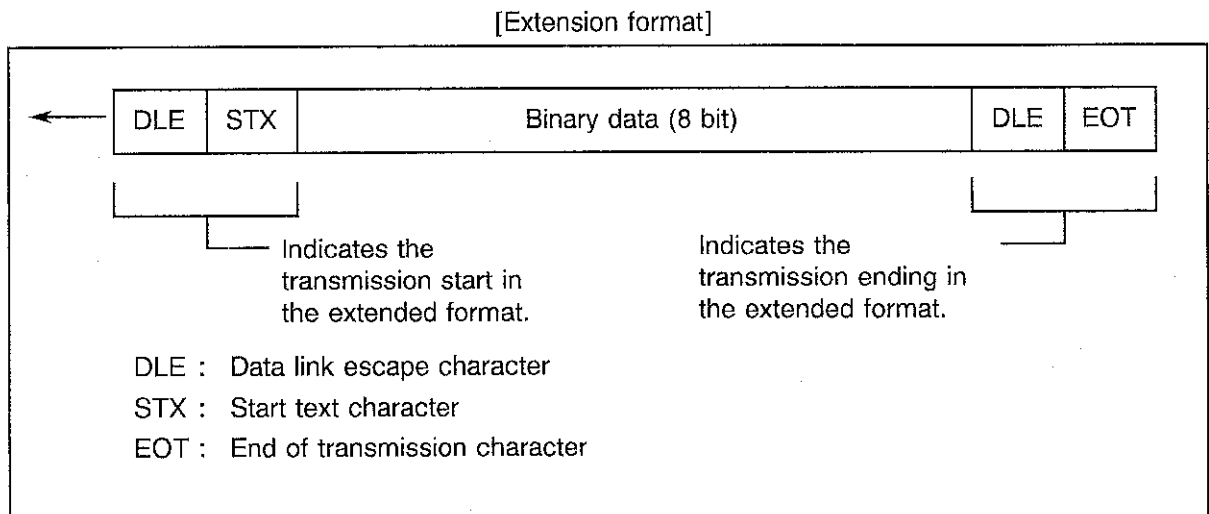 [Extension format]
DLE STX Binary data (8 bit) DLE EOT
Indicates the
transmission start in
the extended format.
Indicates the
transmission ending in
the extended format.
DLE : Data link escape character
STX : Start text character
EOT : End of transmission character